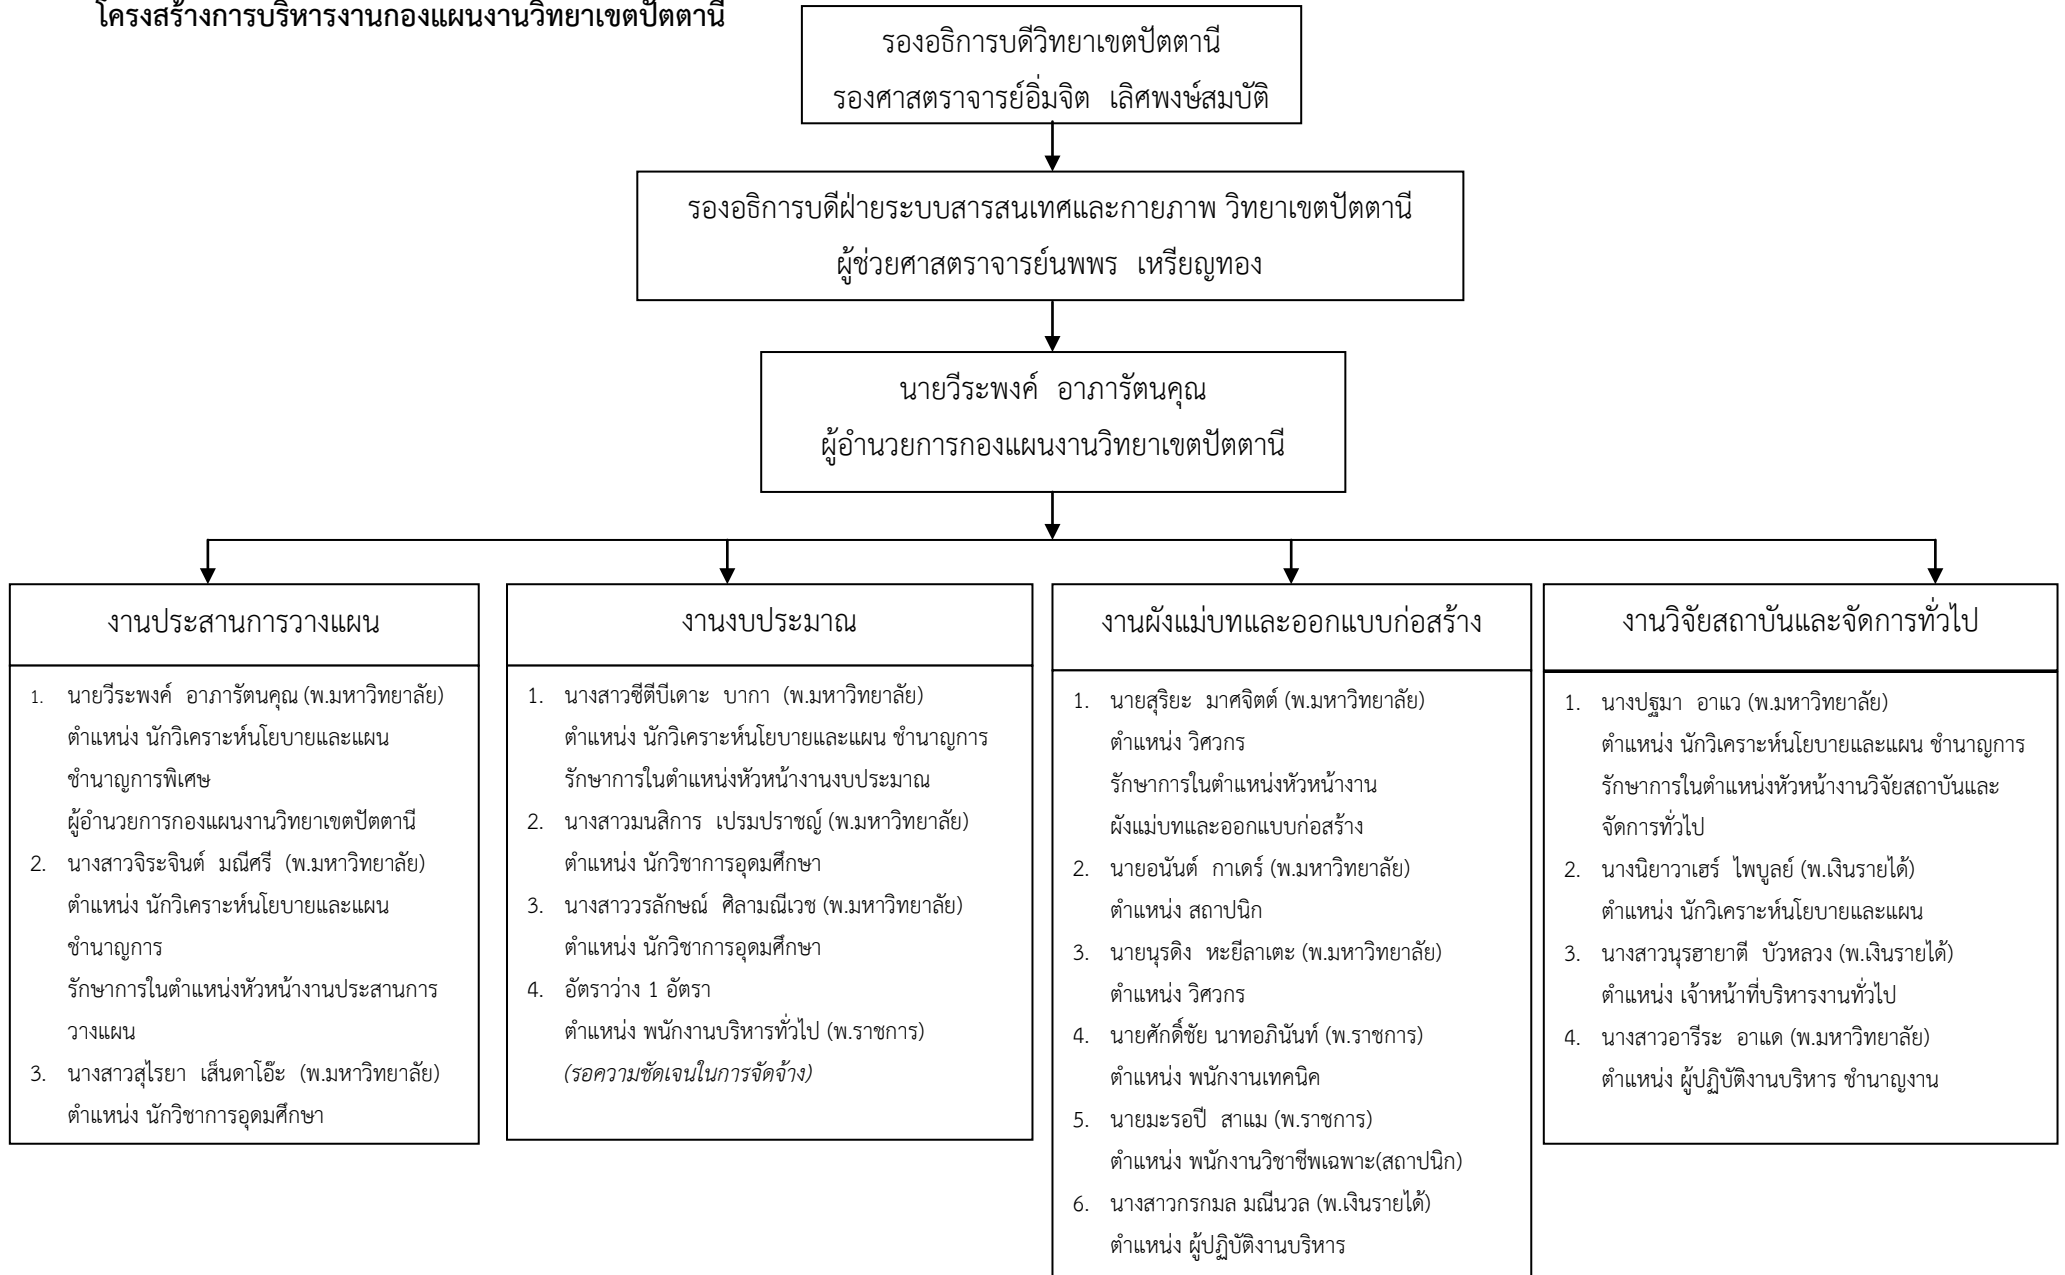 โครงสร้างการบริหารงานกองแผนงานวิทยาเขตปัตตานี
รองอธิการบดีวิทยาเขตปัตตานี
รองศาสตราจารย์อิ่มจิต เลิศพงษ์สมบัติ
รองอธิการบดีฝ่ายระบบสารสนเทศและกายภาพ วิทยาเขตปัตตานี
ผู้ช่วยศาสตราจารย์นพพร เหรียญทอง
นายวีระพงค์ อาภารัตนคุณ
ผู้อำนวยการกองแผนงานวิทยาเขตปัตตานี
งานประสานการวางแผน
1. นายวีระพงค์ อาภารัตนคุณ (พ.มหาวิทยาลัย)
ตำแหน่ง นักวิเคราะห์นโยบายและแผน
ชำนาญการพิเศษ
ผู้อำนวยการกองแผนงานวิทยาเขตปัตตานี
2. นางสาวจิระจินต์ มณีศรี (พ.มหาวิทยาลัย)
ตำแหน่ง นักวิเคราะห์นโยบายและแผน
ชำนาญการ
รักษาการในตำแหน่งหัวหน้างานประสานการ
วางแผน
3. นางสาวสุไรยา เส็นดาโอ๊ะ (พ.มหาวิทยาลัย)
ตำแหน่ง นักวิชาการอุดมศึกษา
งานงบประมาณ
1. นางสาวซีตีบีเดาะ บากา (พ.มหาวิทยาลัย)
ตำแหน่ง นักวิเคราะห์นโยบายและแผน ชำนาญการ
รักษาการในตำแหน่งหัวหน้างานงบประมาณ
2. นางสาวมนสิการ เปรมปราชญ์ (พ.มหาวิทยาลัย)
ตำแหน่ง นักวิชาการอุดมศึกษา
3. นางสาววรลักษณ์ ศิลามณีเวช (พ.มหาวิทยาลัย)
ตำแหน่ง นักวิชาการอุดมศึกษา
4. อัตราว่าง 1 อัตรา
ตำแหน่ง พนักงานบริหารทั่วไป (พ.ราชการ)
(รอความชัดเจนในการจัดจ้าง)
งานผังแม่บทและออกแบบก่อสร้าง
1. นายสุริยะ มาศจิตต์ (พ.มหาวิทยาลัย)
ตำแหน่ง วิศวกร
รักษาการในตำแหน่งหัวหน้างาน
ผังแม่บทและออกแบบก่อสร้าง
2. นายอนันต์ กาเดร์ (พ.มหาวิทยาลัย)
ตำแหน่ง สถาปนิก
3. นายนุรดิง หะยีลาเตะ (พ.มหาวิทยาลัย)
ตำแหน่ง วิศวกร
4. นายศักดิ์ชัย นาทอภินันท์ (พ.ราชการ)
ตำแหน่ง พนักงานเทคนิค
5. นายมะรอปี สาแม (พ.ราชการ)
ตำแหน่ง พนักงานวิชาชีพเฉพาะ(สถาปนิก)
6. นางสาวกรกมล มณีนวล (พ.เงินรายได้)
ตำแหน่ง ผู้ปฏิบัติงานบริหาร
งานวิจัยสถาบันและจัดการทั่วไป
1. นางปฐมา อาแว (พ.มหาวิทยาลัย)
ตำแหน่ง นักวิเคราะห์นโยบายและแผน ชำนาญการ
รักษาการในตำแหน่งหัวหน้างานวิจัยสถาบันและ
จัดการทั่วไป
2. นางนิยาวาเฮร์ ไพบูลย์ (พ.เงินรายได้)
ตำแหน่ง นักวิเคราะห์นโยบายและแผน
3. นางสาวนุรฮายาตี บัวหลวง (พ.เงินรายได้)
ตำแหน่ง เจ้าหน้าที่บริหารงานทั่วไป
4. นางสาวอารีระ อาแด (พ.มหาวิทยาลัย)
ตำแหน่ง ผู้ปฏิบัติงานบริหาร ชำนาญงาน